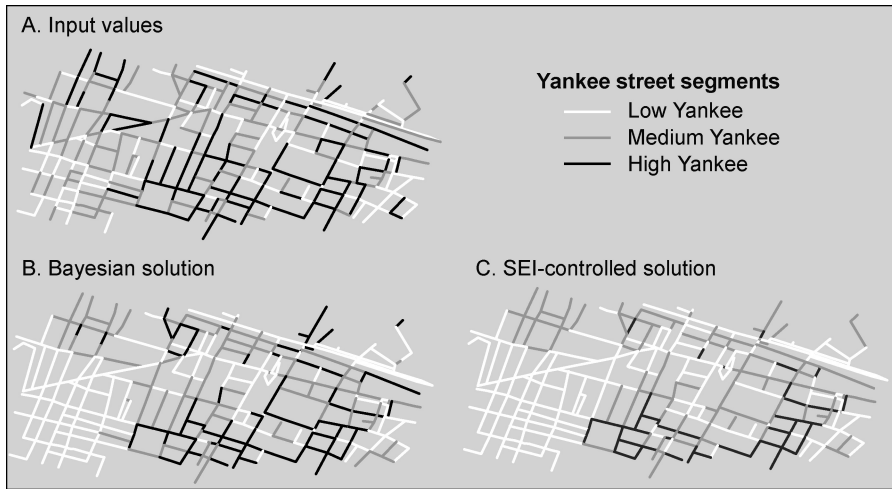 A. Input values
Yankee street segments
Low Yankee
Medium Yankee
High Yankee
B. Bayesian solution
C. SEI-controlled solution